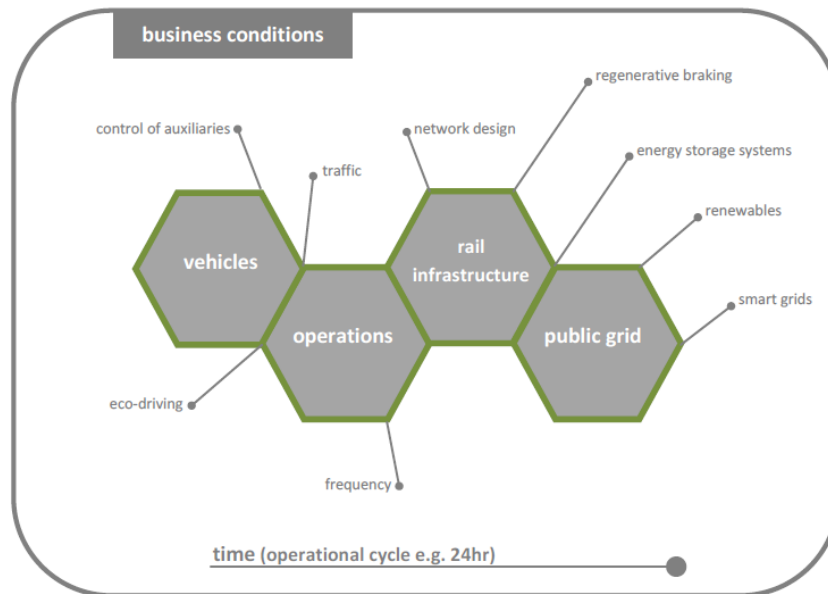 business conditions
regenerative braking
control of auxiliaries
network design
energy storage systems
traffic
renewables
vehicles
rail
infrastructure
smart grids
operations
public grid
eco-driving
frequency
time (operational cycle e.g. 24hr)